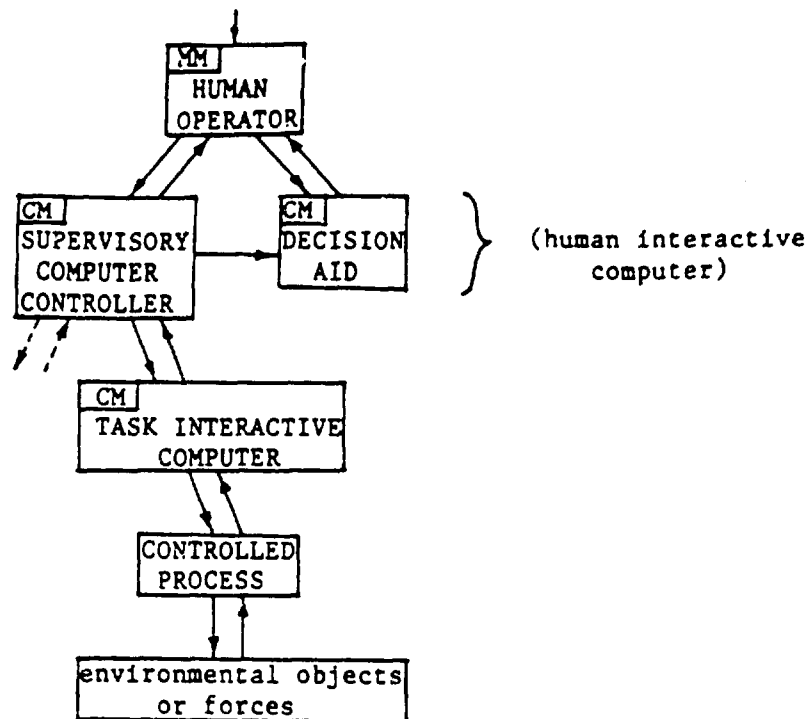 MM
HUMAN
OPERATOR
CM
SUPERVISORY
COMPUTER
CONTROLLER
CM
DECISION
AID
(human interactive
computer)
CM
TASK INTERACTIVE
COMPUTER
CONTROLLED
PROCESS
environmental objects
or forces